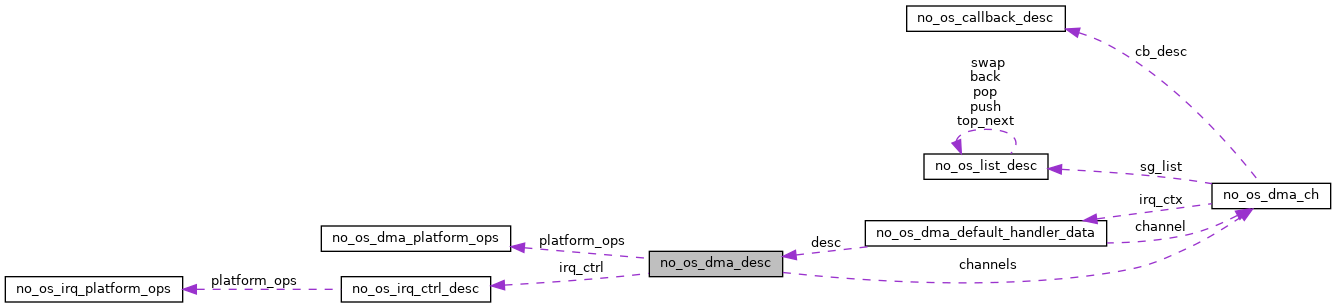 no_os_callback_desc
cb_desc
swap
back
pop
push
top_next
no_os_list_desc
sg_list
no_os_dma_ch
irq_ctx
no_os_dma_default_handler_data
channel
no_os_dma_platform_ops
platform_ops
desc
no_os_dma_desc
channels
irq_ctrl
no_os_irq_platform_ops
platform_ops
no_os_irq_ctrl_desc